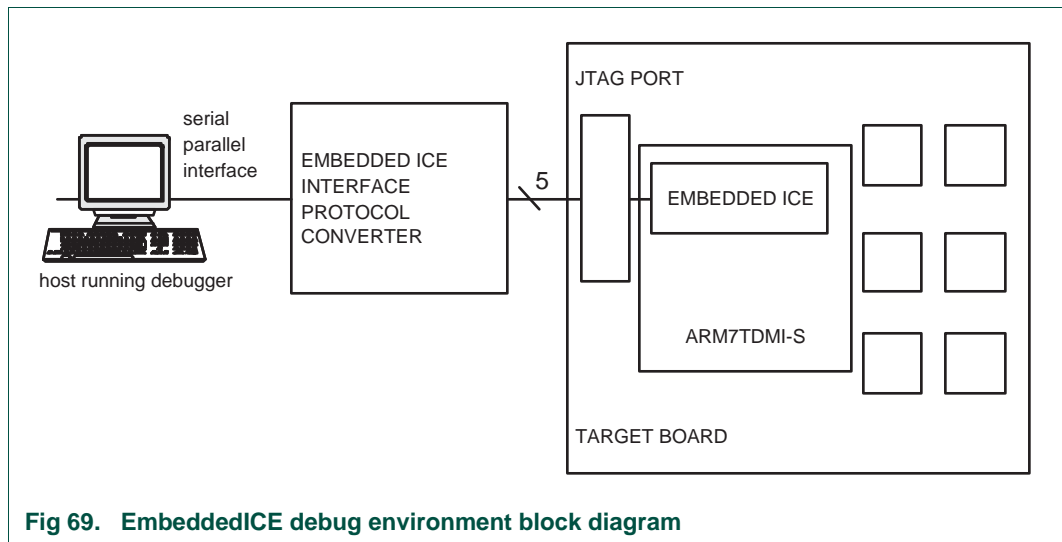 serial
parallel
interface
host running debugger
EMBEDDED ICE
INTERFACE
PROTOCOL
CONVERTER
5
JTAG PORT
EMBEDDED ICE
ARM7TDMI-S
TARGET BOARD
Fig 69. EmbeddedICE debug environment block diagram